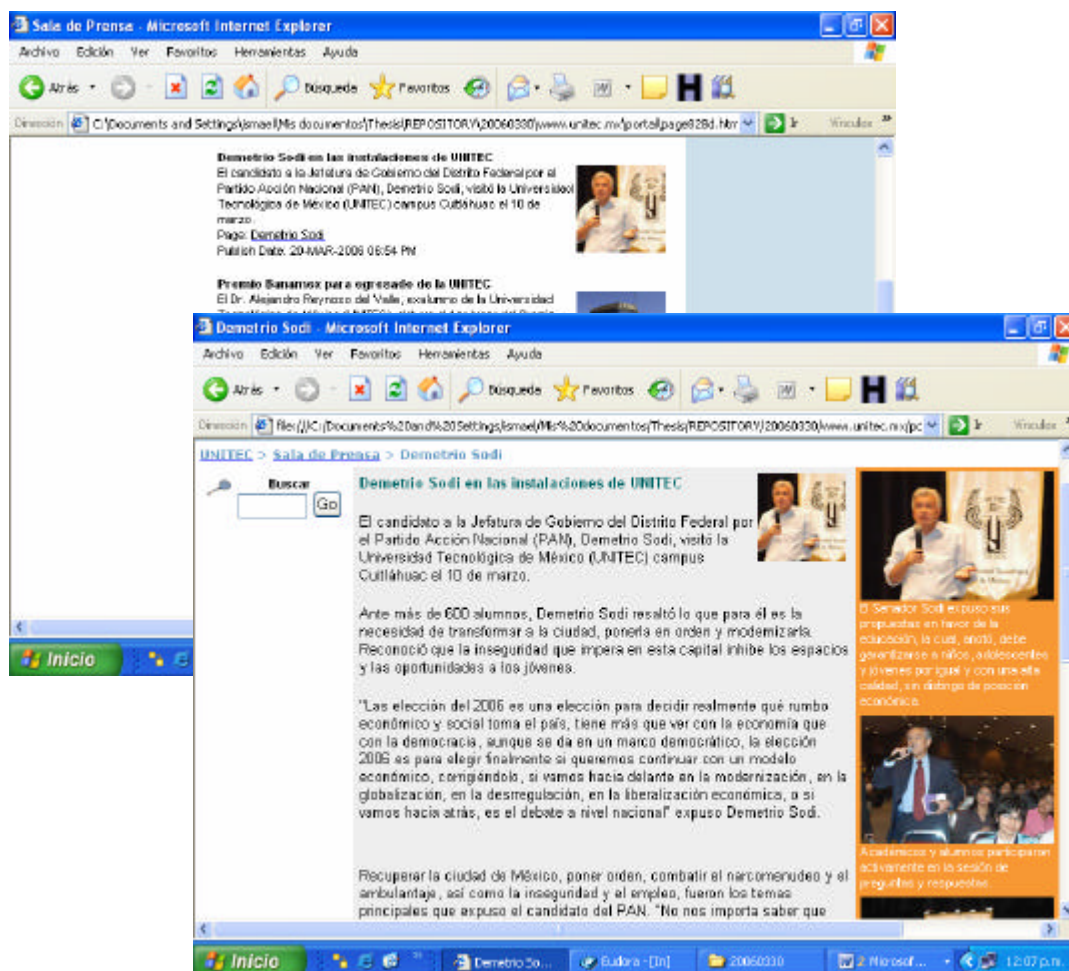 Sala de Prensa - Microsoft Internet Explorer
Archivo Edición Ver Favoritos Herramientas Ayuda
Atrás Búsqueda Favoritos
Dirección C:\Documents and Settings\ismael\Mis documentos\Thesis\REPOSITORY\20060330\www.unitec.mx\portal\page828d.htm Ir Vínculos »
Demetrio Sodi en las instalaciones de UNITEC
El candidato a la Jefatura de Gobierno del Distrito Federal por el
Partido Acción Nacional (PAN), Demetrio Sodi, visitó la Universidad
Tecnológica de México (UNITEC) campus Cuitláhuac el 10 de
marzo.
Page: Demetrio Sodi
Publish Date: 20-MAR-2006 06:54 PM
Premio Banamex para egresado de la UNITEC
El Dr. Alejandro Reynoso del Valle, exalumno de la Universidad
Inicio
Demetrio Sodi - Microsoft Internet Explorer
Archivo Edición Ver Favoritos Herramientas Ayuda
Atrás Búsqueda Favoritos
Dirección file:///C:/Documents%20and%20Settings/ismael/Mis%20documentos/Thesis/REPOSITORY/20060330/www.unitec.mx/pc Ir Vínculos
UNITEC > Sala de Prensa > Demetrio Sodi
Buscar
Go
Demetrio Sodi en las instalaciones de UNITEC
El candidato a la Jefatura de Gobierno del Distrito Federal por
el Partido Acción Nacional (PAN), Demetrio Sodi, visitó la
Universidad Tecnológica de México (UNITEC) campus
Cuitláhuac el 10 de marzo.
Ante más de 600 alumnos, Demetrio Sodi resaltó lo que para él es la
necesidad de transformar a la ciudad, ponerla en orden y modernizarla.
Reconoció que la inseguridad que impera en esta capital inhibe los espacios
y las oportunidades a los jóvenes.
"Las elección del 2006 es una elección para decidir realmente qué rumbo
económico y social toma el país, tiene más que ver con la economía que
con la democracia, aunque se da en un marco democrático, la elección
2006 es para elegir finalmente si queremos continuar con un modelo
económico, corrigiéndolo, si vamos hacia delante en la modernización, en la
globalización, en la desrregulación, en la liberalización económica, o si
vamos hacia atrás, es el debate a nivel nacional" expuso Demetrio Sodi.
Recuperar la ciudad de México, poner orden, combatir el narcomenudeo y el
ambulantaje, así como la inseguridad y el empleo, fueron los temas
principales que expuso el candidato del PAN. "No nos importa saber que
El Senador Sodi expuso sus
propuestas en favor de la
educación, la cual, anotó, debe
garantizarse a niños, adolescentes
y jóvenes por igual y con una alta
calidad, sin distingo de posición
económica.
Académicos y alumnos participaron
activamente en la sesión de
preguntas y respuestas.
Inicio Demetrio So... Eudora - [In] 20060330 2 Microsof... 12:07 p.m.